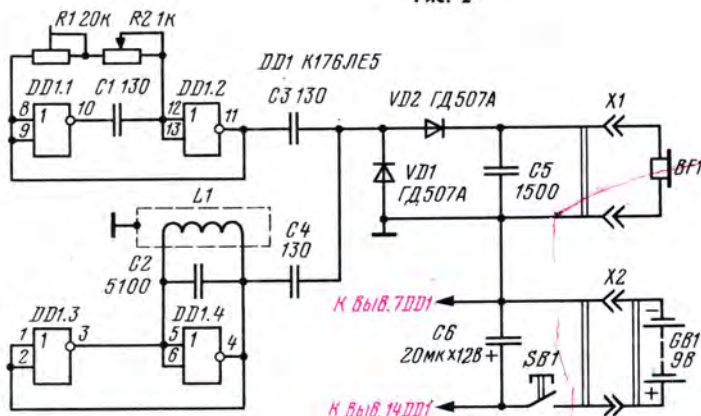 Рис. 2
R1 20к
R2 1к
DD1 К176ЛЕ5
DD1.1
C1 130
DD1.2
C3 130
8
9
1
10
12
13
1
11
VD2 ГД507А
X1
VD1
ГД507А
C5
1500
BF1
L1
C2
5100
C4
130
DD1.3
DD1.4
1
2
1
3
5
6
1
4
К выв. 7 DD1
C6
20мк×12В
+
SB1
X2
−
GB1
9В
+
К выв. 14 DD1